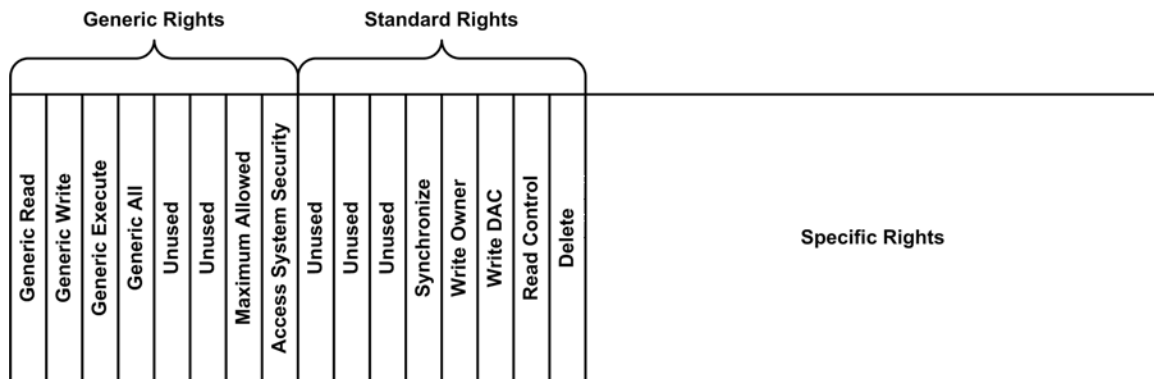 Generic Rights
Standard Rights
Generic Read
Generic Write
Generic Execute
Generic All
Unused
Unused
Maximum Allowed
Access System Security
Unused
Unused
Unused
Synchronize
Write Owner
Write DAC
Read Control
Delete
Specific Rights